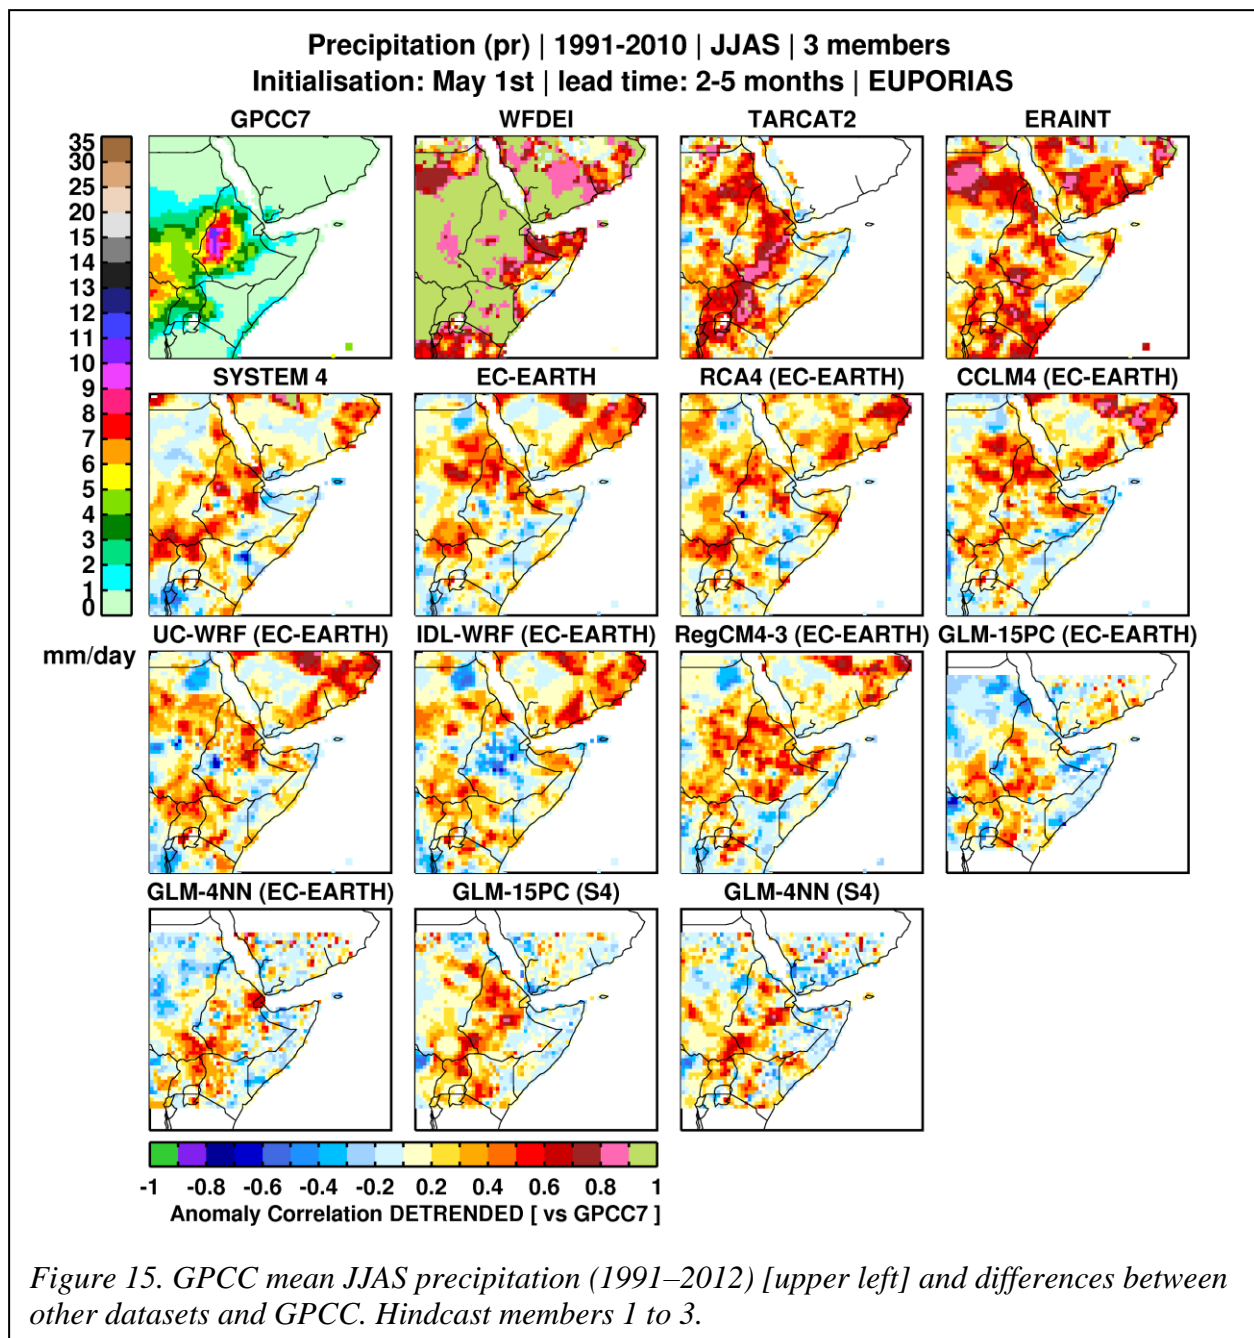 Precipitation (pr) | 1991-2010 | JJAS | 3 members
Initialisation: May 1st | lead time: 2-5 months | EUPORIAS
GPCC7 WFDEI TARCAT2 ERAINT
35
30
25
20
15
14
13
12
11
10
9
8
7
6
5
4
3
2
1
0
mm/day
SYSTEM 4 EC-EARTH RCA4 (EC-EARTH) CCLM4 (EC-EARTH)
UC-WRF (EC-EARTH) IDL-WRF (EC-EARTH) RegCM4-3 (EC-EARTH) GLM-15PC (EC-EARTH)
GLM-4NN (EC-EARTH) GLM-15PC (S4) GLM-4NN (S4)
-1 -0.8 -0.6 -0.4 -0.2 0.2 0.4 0.6 0.8 1
Anomaly Correlation DETRENDED [ vs GPCC7 ]
Figure 15. GPCC mean JJAS precipitation (1991–2012) [upper left] and differences between
other datasets and GPCC. Hindcast members 1 to 3.